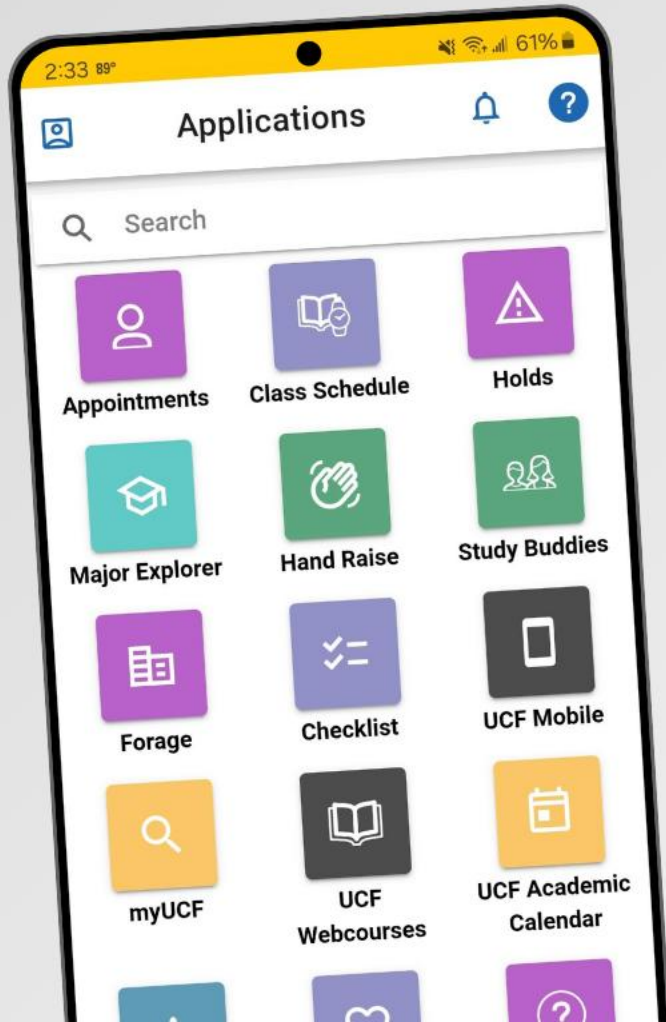 2:33 89° 61%
Applications ?
Search
Appointments Class Schedule Holds
Major Explorer Hand Raise Study Buddies
Forage Checklist UCF Mobile
myUCF UCF Webcourses UCF Academic Calendar
?